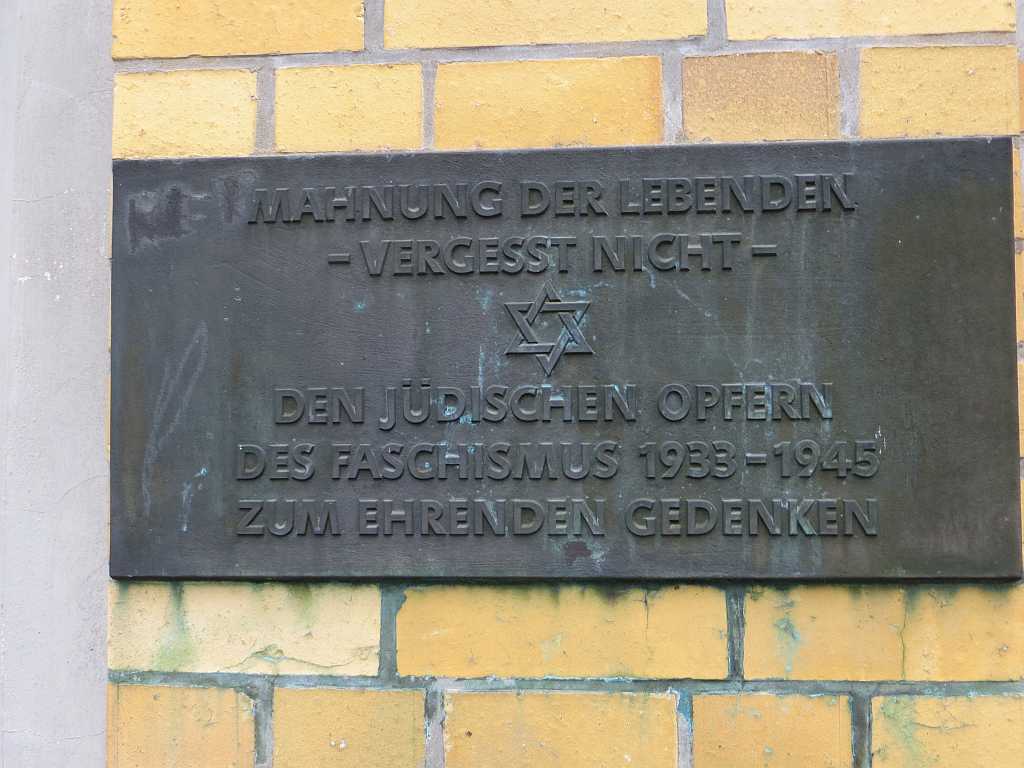 MAHNUNG DER LEBENDEN
- VERGESST NICHT -
DEN JÜDISCHEN OPFERN
DES FASCHISMUS 1933-1945
ZUM EHRENDEN GEDENKEN